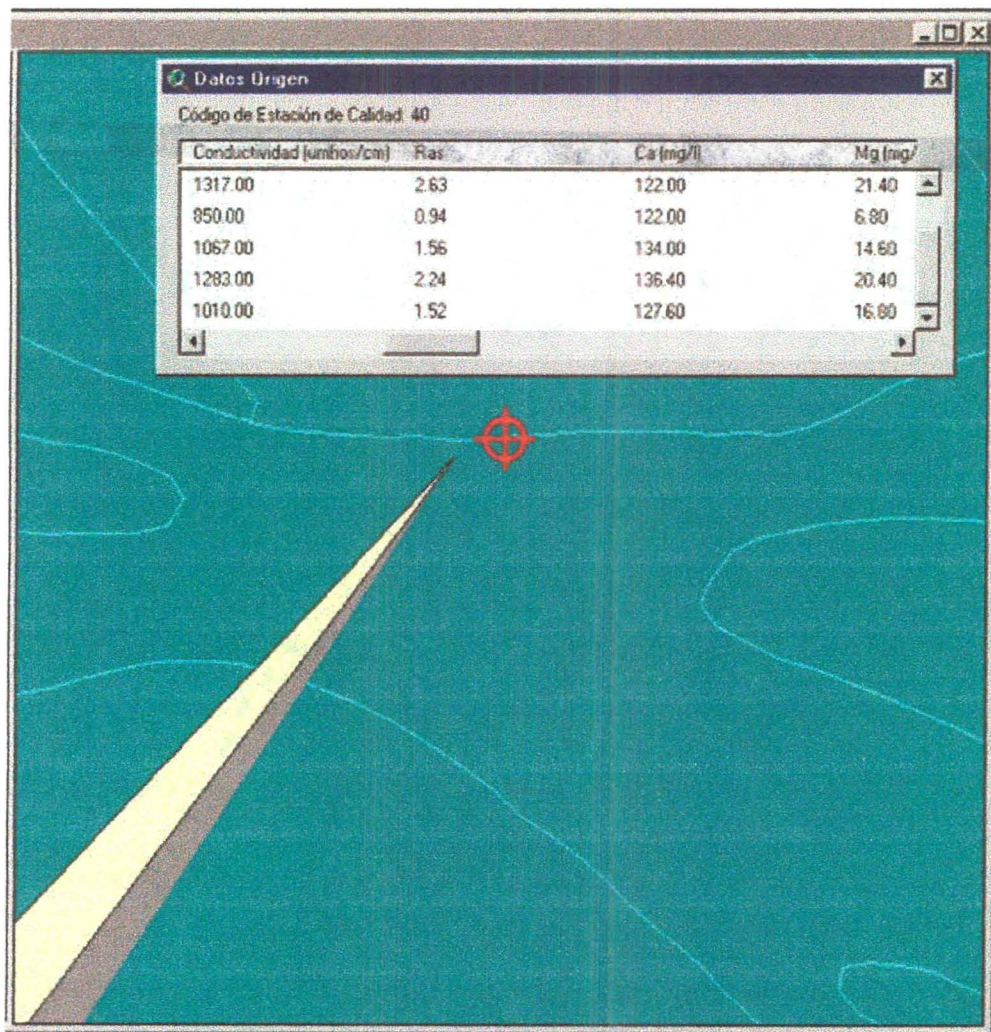 Datos Origen
Código de Estación de Calidad: 40
Conductividad (umhos/cm) Ras Ca (mg/l) Mg (mg/
1317.00 2.63 122.00 21.40
850.00 0.94 122.00 6.80
1067.00 1.56 134.00 14.60
1283.00 2.24 136.40 20.40
1010.00 1.52 127.60 16.80